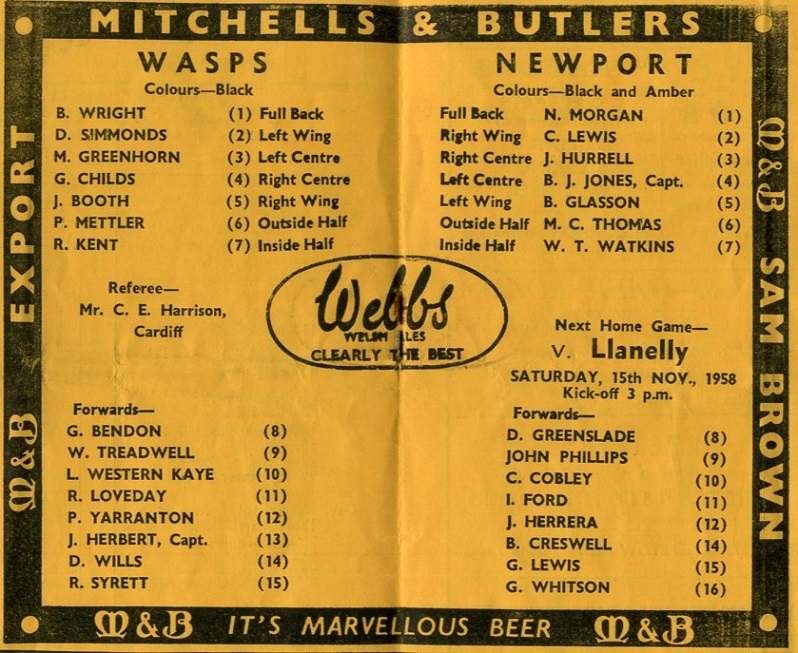 MITCHELLS & BUTLERS
EXPORT
M&B
WASPS
Colours—Black
B. WRIGHT (1) Full Back
D. SIMMONDS (2) Left Wing
M. GREENHORN (3) Left Centre
G. CHILDS (4) Right Centre
J. BOOTH (5) Right Wing
P. METTLER (6) Outside Half
R. KENT (7) Inside Half
Referee—
Mr. C. E. Harrison,
Cardiff
Forwards—
G. BENDON (8)
W. TREADWELL (9)
L. WESTERN KAYE (10)
R. LOVEDAY (11)
P. YARRANTON (12)
J. HERBERT, Capt. (13)
D. WILLS (14)
R. SYRETT (15)
Webbs
WELSH ALES
CLEARLY THE BEST
NEWPORT
Colours—Black and Amber
Full Back N. MORGAN (1)
Right Wing C. LEWIS (2)
Right Centre J. HURRELL (3)
Left Centre B. J. JONES, Capt. (4)
Left Wing B. GLASSON (5)
Outside Half M. C. THOMAS (6)
Inside Half W. T. WATKINS (7)
Next Home Game—
V. Llanelly
SATURDAY, 15th NOV., 1958
Kick-off 3 p.m.
Forwards—
D. GREENSLADE (8)
JOHN PHILLIPS (9)
C. COBLEY (10)
I. FORD (11)
J. HERRERA (12)
B. CRESWELL (14)
G. LEWIS (15)
G. WHITSON (16)
M&B
SAM BROWN
M&B IT'S MARVELLOUS BEER M&B